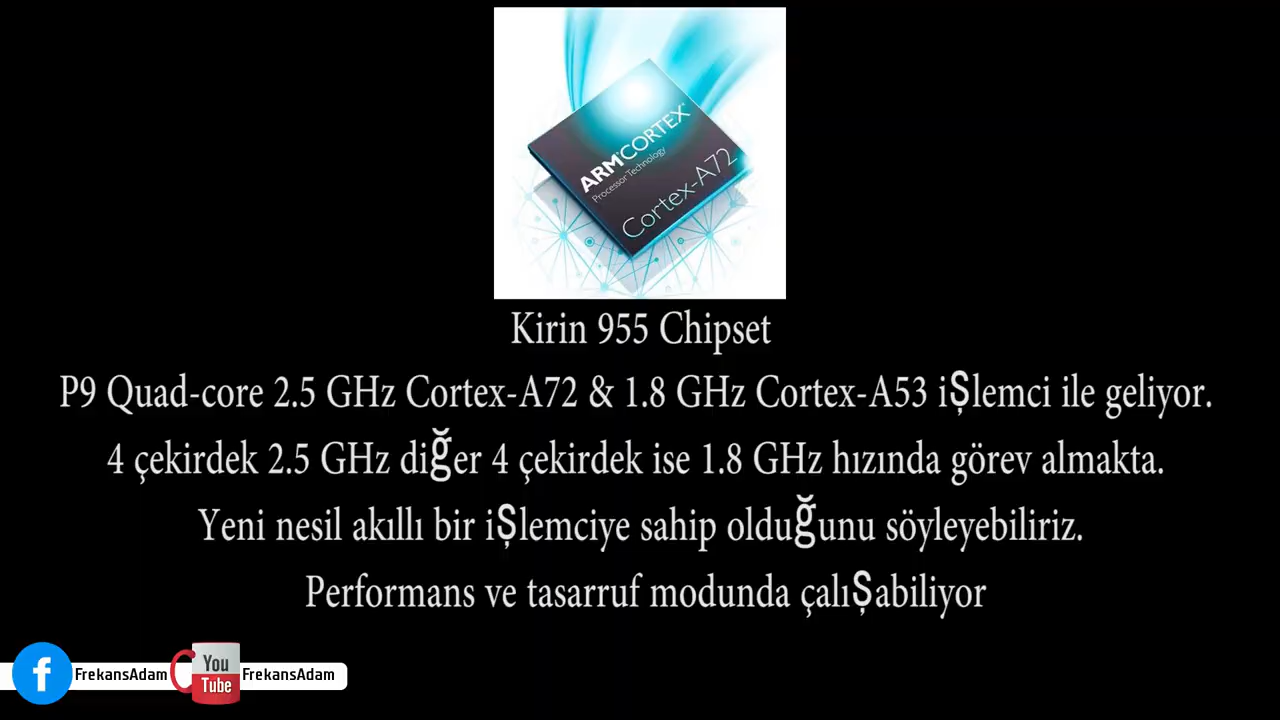 ARM®CORTEX®
Processor Technology
Cortex-A72
Kirin 955 Chipset
P9 Quad-core 2.5 GHz Cortex-A72 & 1.8 GHz Cortex-A53 işlemci ile geliyor.
4 çekirdek 2.5 GHz diğer 4 çekirdek ise 1.8 GHz hızında görev almakta.
Yeni nesil akıllı bir işlemciye sahip olduğunu söyleyebiliriz.
Performans ve tasarruf modunda çalışabiliyor
f FrekansAdam You Tube FrekansAdam